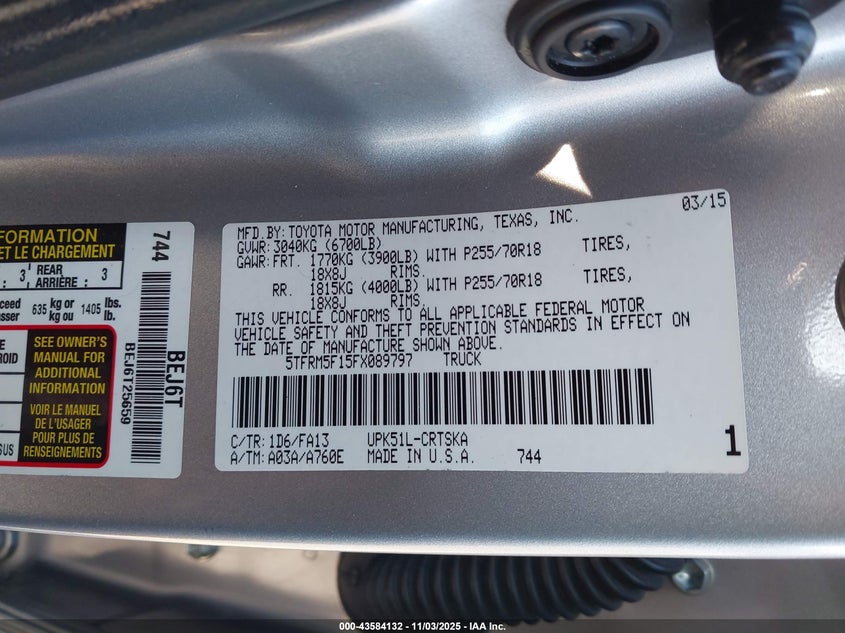 FORMATION
ET LE CHARGEMENT
: 3 REAR ARRIÈRE : 3
635 kg or kg ou 1405 lbs. lb.
SEE OWNER'S
MANUAL FOR
ADDITIONAL
INFORMATION
VOIR LE MANUEL
DE L'USAGER
POUR PLUS DE
RENSEIGNEMENTS
744
BEJ6T
BEJ6T25659
03/15
MFD.BY:TOYOTA MOTOR MANUFACTURING, TEXAS, INC.
GVWR:3040KG (6700LB)
GAWR:FRT. 1770KG (3900LB) WITH P255/70R18 TIRES,
18X8J RIMS.
RR. 1815KG (4000LB) WITH P255/70R18 TIRES,
18X8J RIMS.
THIS VEHICLE CONFORMS TO ALL APPLICABLE FEDERAL MOTOR
VEHICLE SAFETY AND THEFT PREVENTION STANDARDS IN EFFECT ON
THE DATE OF MANUFACTURE SHOWN ABOVE.
5TFRM5F15FX089797 TRUCK
C/TR:1D6/FA13 UPK51L-CRTSKA
A/TM:A03A/A760E MADE IN U.S.A. 744
1
000-43584132 - 11/03/2025 - IAA Inc.